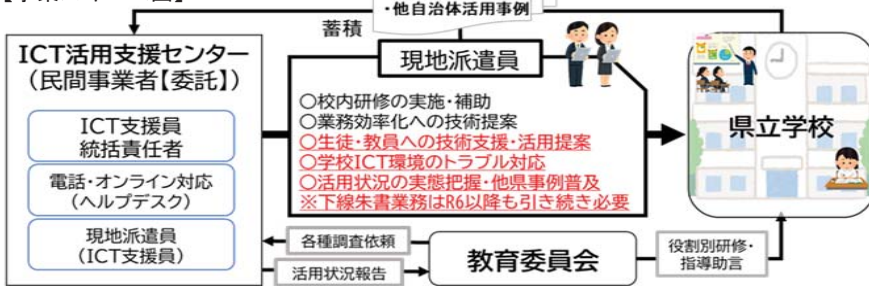 ・他自治体活用事例
蓄積
ICT活用支援センター
(民間事業者【委託】)
ICT支援員
統括責任者
電話・オンライン対応
(ヘルプデスク)
現地派遣員
(ICT支援員)
現地派遣員
○校内研修の実施・補助
○業務効率化への技術提案
○生徒・教員への技術支援・活用提案
○学校ICT環境のトラブル対応
○活用状況の実態把握・他県事例普及
※下線朱書業務はR6以降も引き続き必要
県立学校
各種調査依頼
活用状況報告
教育委員会
役割別研修・
指導助言